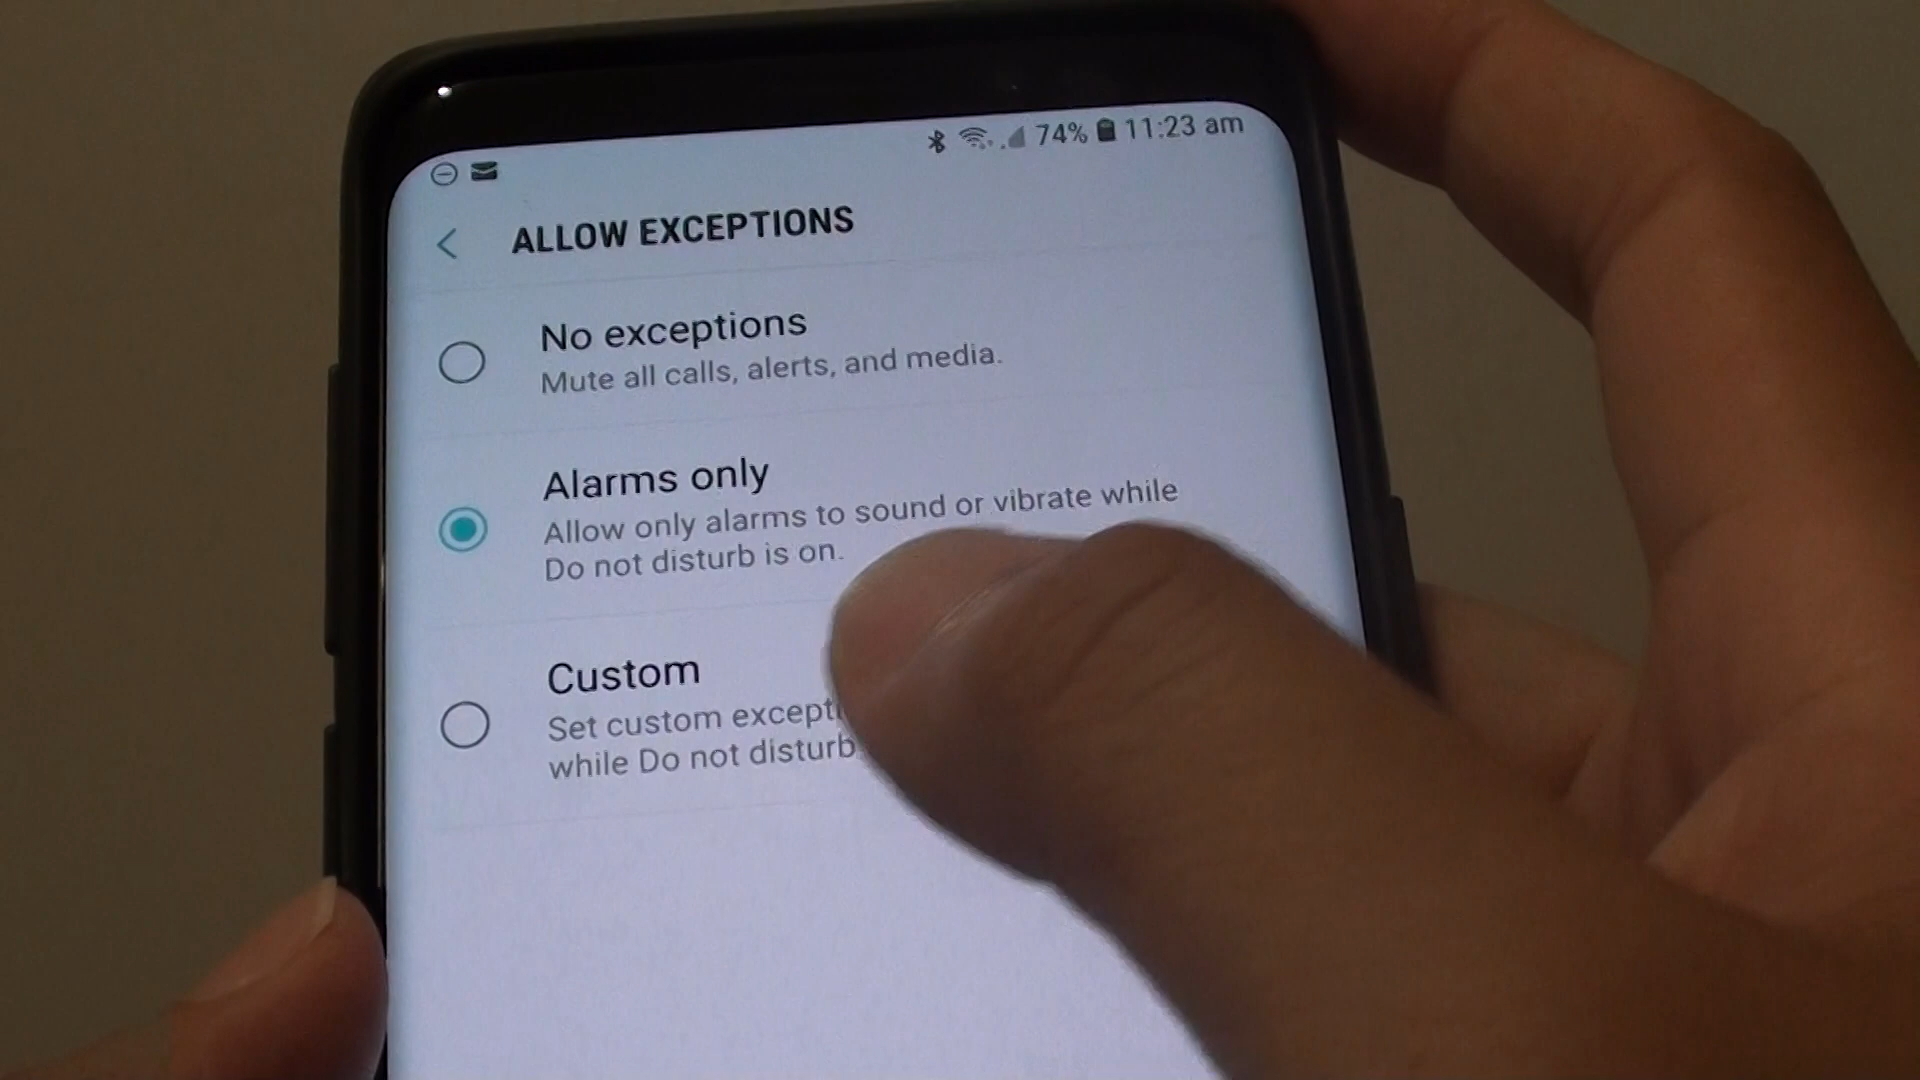 74% 11:23 am
ALLOW EXCEPTIONS
No exceptions
Mute all calls, alerts, and media.
Alarms only
Allow only alarms to sound or vibrate while
Do not disturb is on.
Custom
Set custom
while Do not disturb